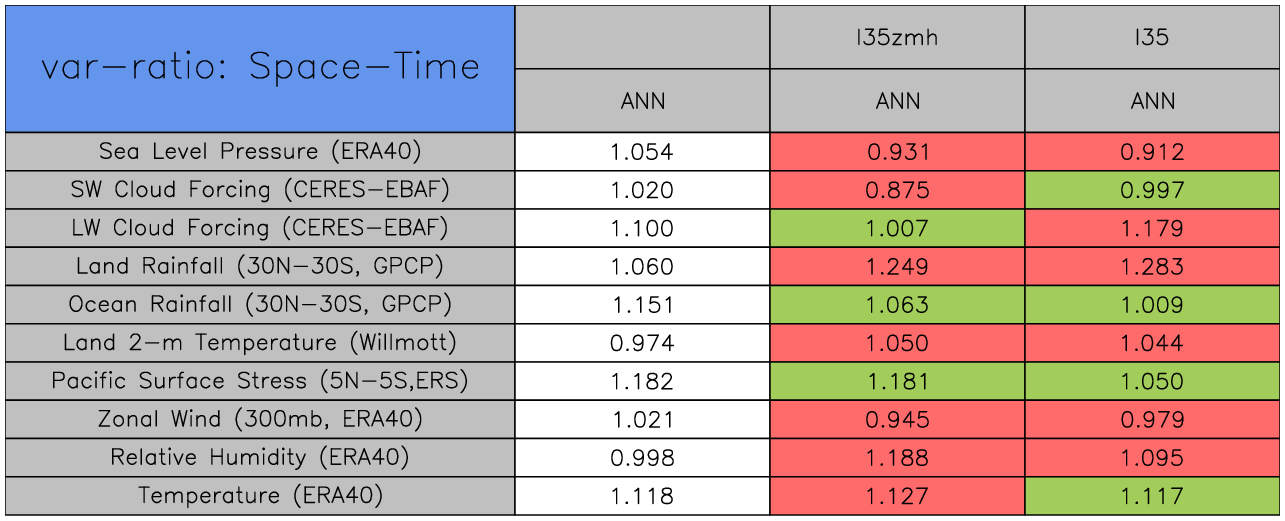 var-ratio: Space-Time
I35zmh I35
ANN ANN ANN
Sea Level Pressure (ERA40) 1.054 0.931 0.912
SW Cloud Forcing (CERES-EBAF) 1.020 0.875 0.997
LW Cloud Forcing (CERES-EBAF) 1.100 1.007 1.179
Land Rainfall (30N-30S, GPCP) 1.060 1.249 1.283
Ocean Rainfall (30N-30S, GPCP) 1.151 1.063 1.009
Land 2-m Temperature (Willmott) 0.974 1.050 1.044
Pacific Surface Stress (5N-5S,ERS) 1.182 1.181 1.050
Zonal Wind (300mb, ERA40) 1.021 0.945 0.979
Relative Humidity (ERA40) 0.998 1.188 1.095
Temperature (ERA40) 1.118 1.127 1.117